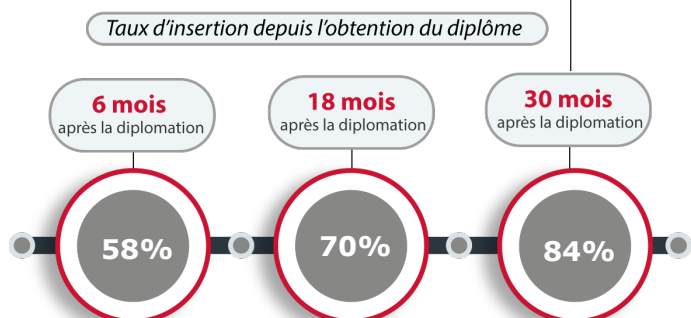 Taux d'insertion depuis l'obtention du diplôme
6 mois
après la diplomation
18 mois
après la diplomation
30 mois
après la diplomation
58%
70%
84%